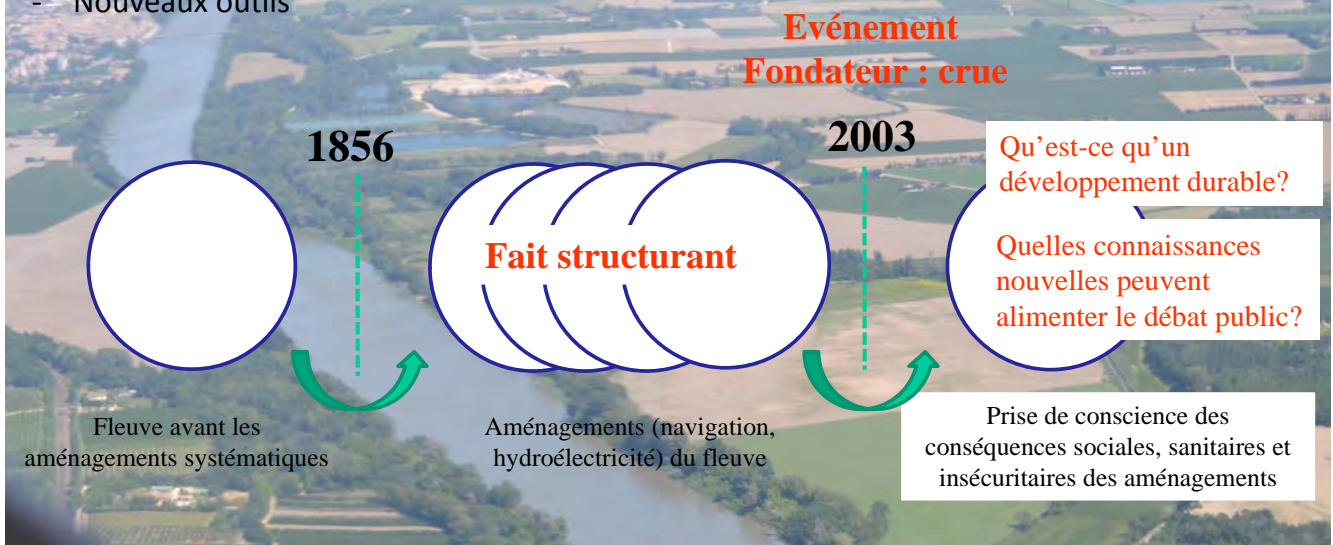 - Nouveaux outils
Evénement
Fondateur : crue
1856
2003
Fait structurant
Qu’est-ce qu’un
développement durable?
Quelles connaissances
nouvelles peuvent
alimenter le débat public?
Fleuve avant les
aménagements systématiques
Aménagements (navigation,
hydroélectricité) du fleuve
Prise de conscience des
conséquences sociales, sanitaires et
insécuritaires des aménagements